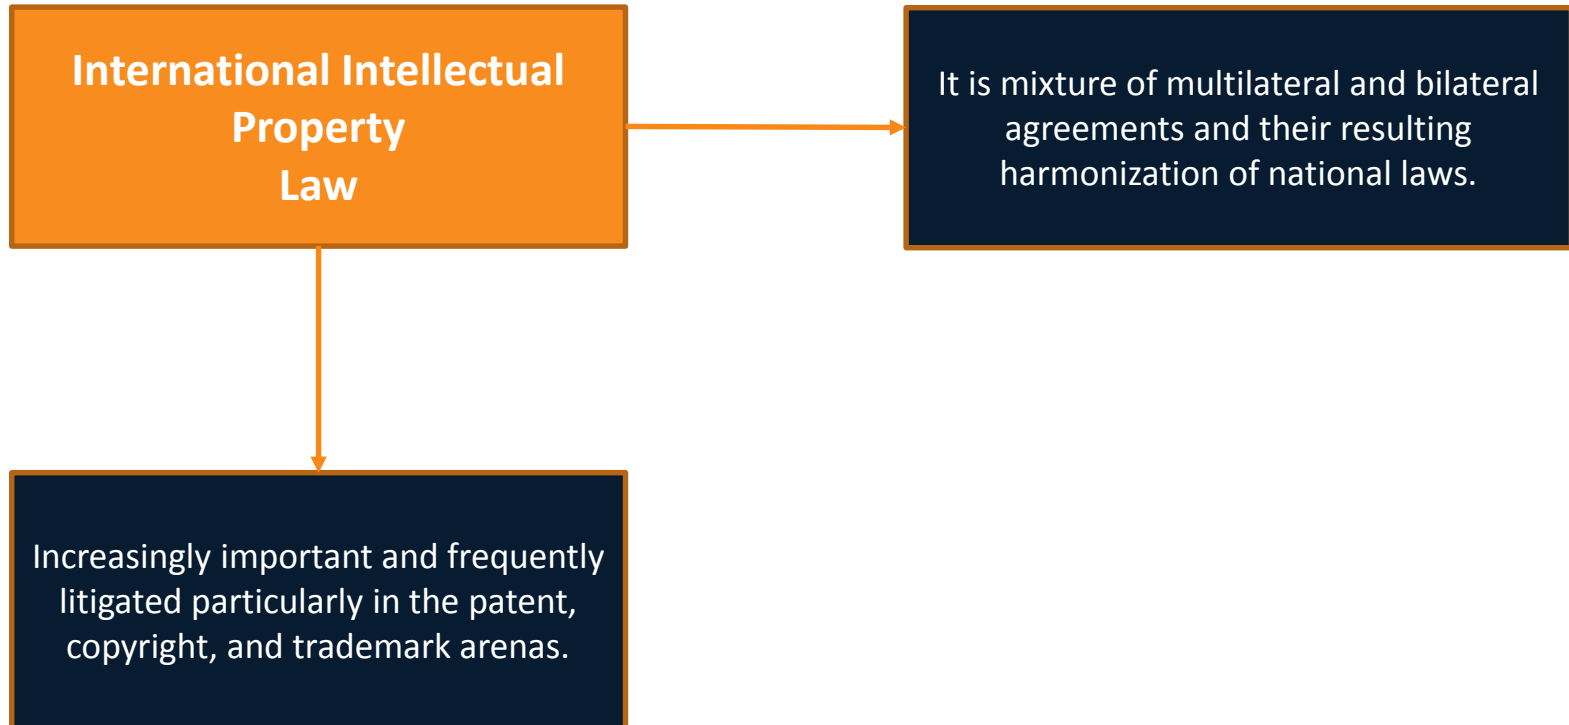 International Intellectual
Property
Law
It is mixture of multilateral and bilateral
agreements and their resulting
harmonization of national laws.
Increasingly important and frequently
litigated particularly in the patent,
copyright, and trademark arenas.